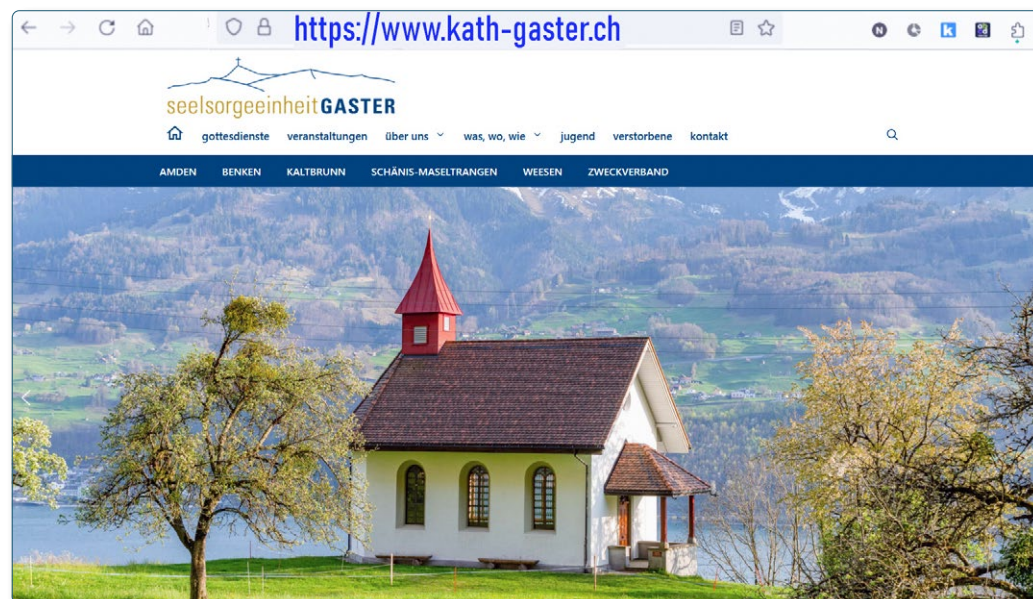 https://www.kath-gaster.ch
seelsorgeeinheitGASTER
gottesdienste veranstaltungen über uns was, wo, wie jugend verstorbene kontakt
AMDEN BENKEN KALTBRUNN SCHÄNIS-MASELTRANGEN WEESEN ZWECKVERBAND